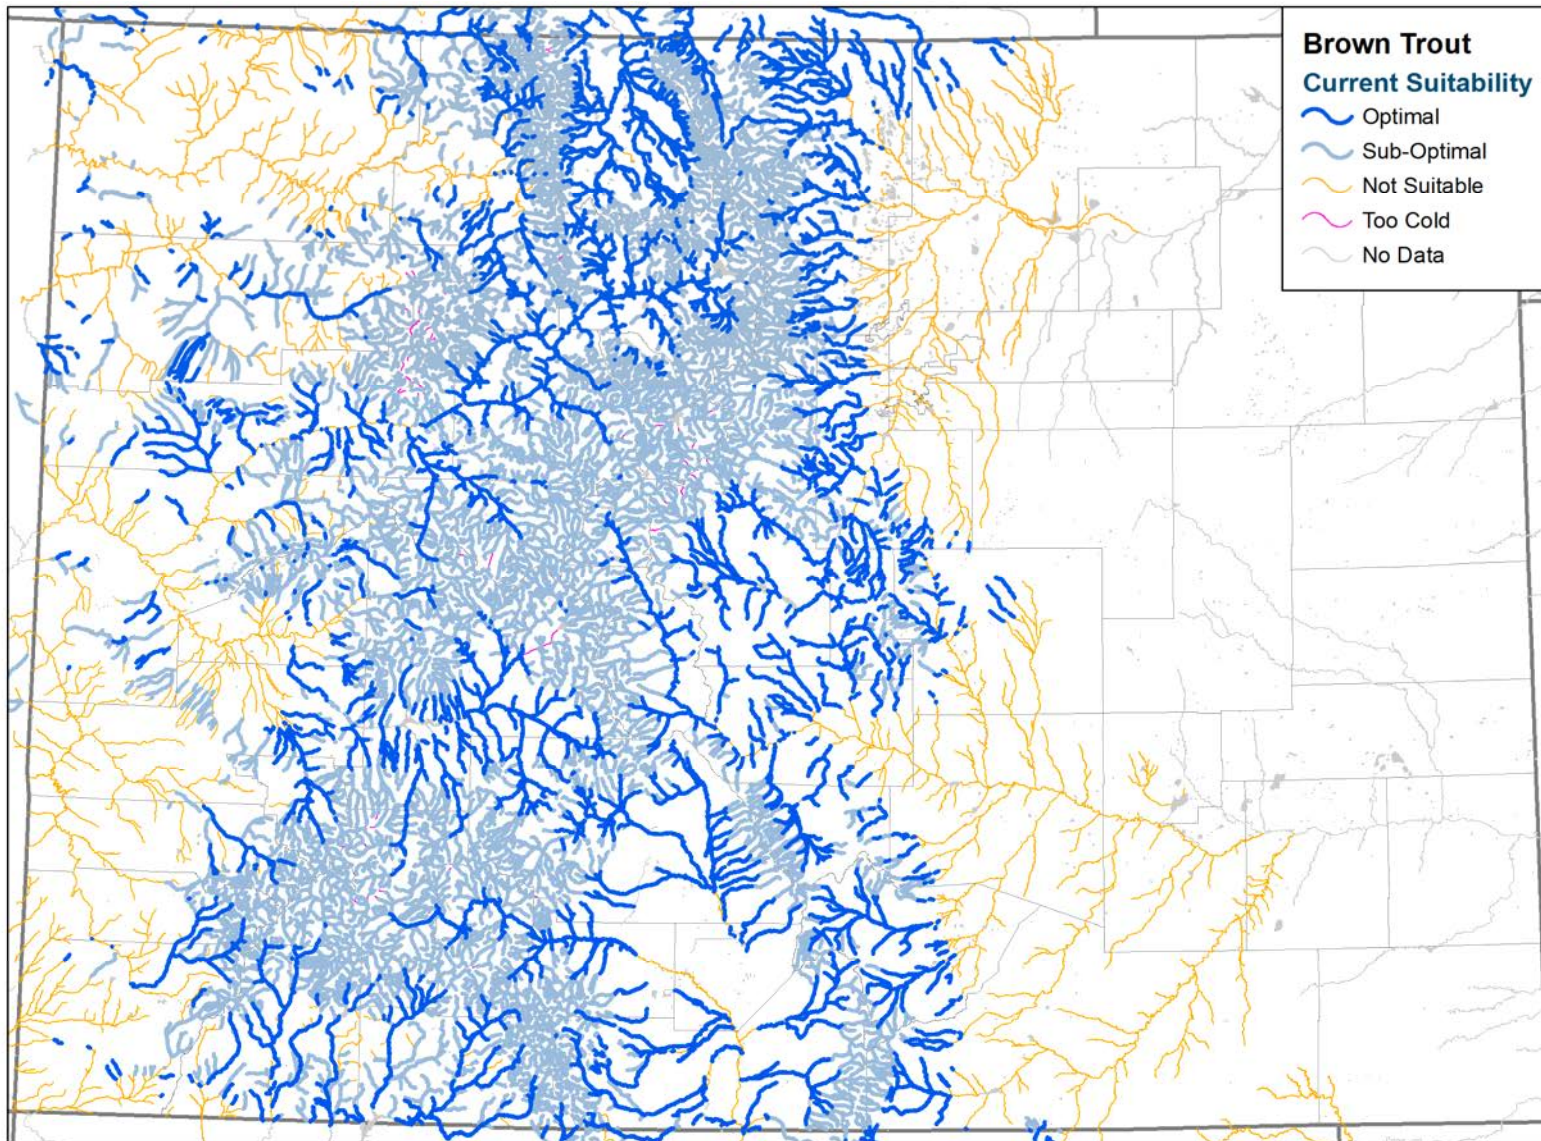 Brown Trout
Current Suitability
Optimal
Sub-Optimal
Not Suitable
Too Cold
No Data